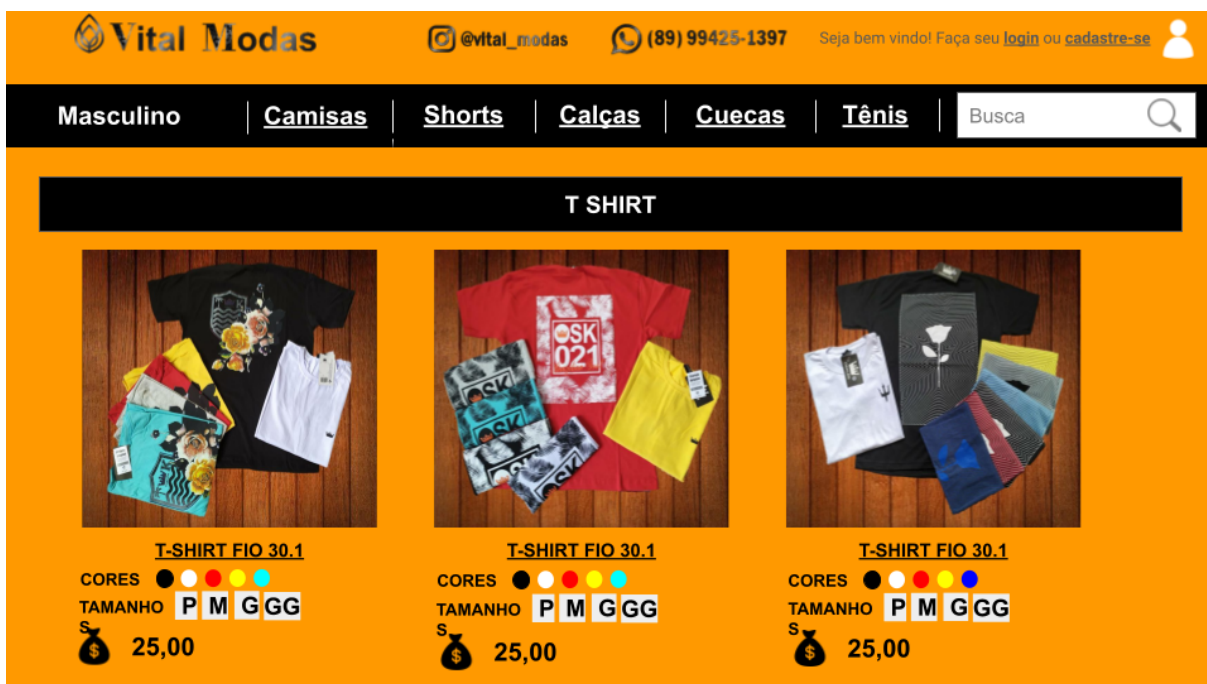 Vital Modas
@vital_modas
(89) 99425-1397
Seja bem vindo! Faça seu login ou cadastre-se
Masculino
Camisas
Shorts
Calças
Cuecas
Tênis
Busca
T SHIRT
OSK
021
OSK
OSK
T-SHIRT FIO 30.1
T-SHIRT FIO 30.1
T-SHIRT FIO 30.1
CORES
CORES
CORES
TAMANHO P M G GG
S
TAMANHO P M G GG
S
TAMANHO P M G GG
S
$ 25,00
$ 25,00
$ 25,00